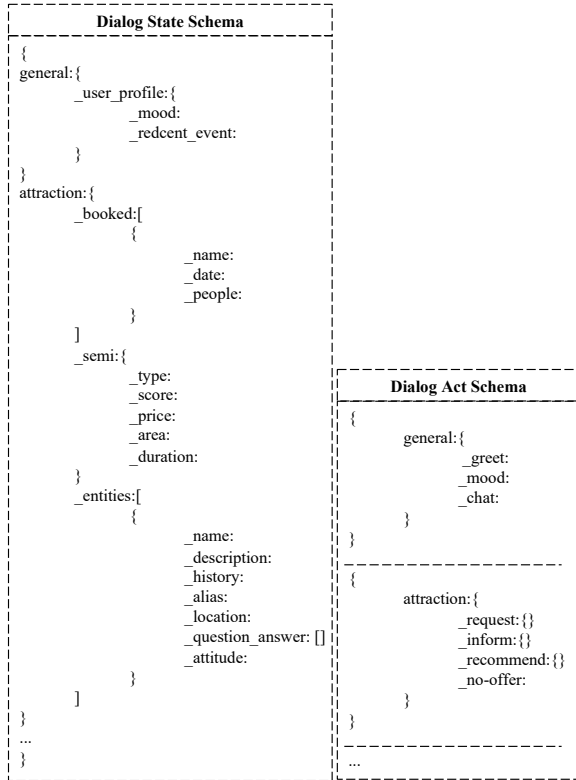 Dialog State Schema
{
general:{
_user_profile:{
_mood:
_redcent_event:
}
}
attraction:{
_booked:[
{
_name:
_date:
_people:
}
]
_semi:{
_type:
_score:
_price:
_area:
_duration:
}
_entities:[
{
_name:
_description:
_history:
_alias:
_location:
_question_answer: []
_attitude:
}
]
}
...
}
Dialog Act Schema
{
general:{
_greet:
_mood:
_chat:
}
}
{
attraction:{
_request:{}
_inform:{}
_recommend:{}
_no-offer:
}
}
...